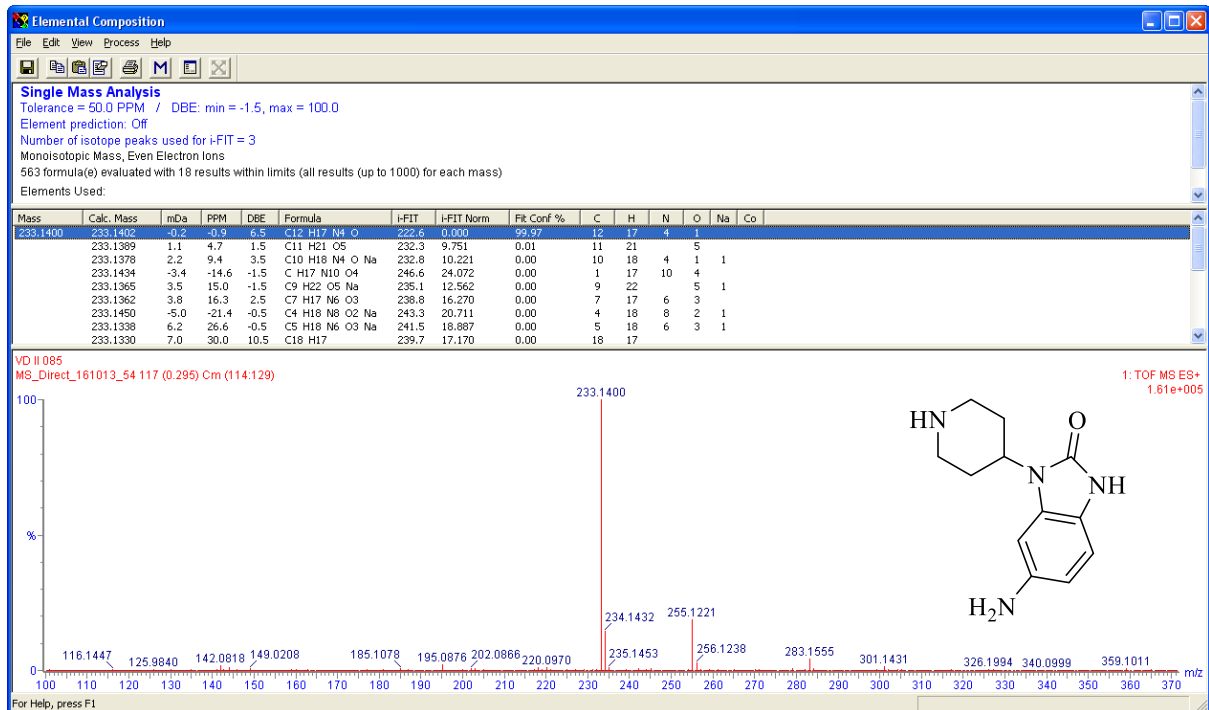 Elemental Composition
File Edit View Process Help
M
Single Mass Analysis
Tolerance = 50.0 PPM / DBE: min = -1.5, max = 100.0
Element prediction: Off
Number of isotope peaks used for i-FIT = 3
Monoisotopic Mass, Even Electron Ions
563 formula(e) evaluated with 18 results within limits (all results (up to 1000) for each mass)
Elements Used:
Mass Calc. Mass mDa PPM DBE Formula i-FIT i-FIT Norm Fit Conf % C H N O Na Co
233.1400 233.1402 -0.2 -0.9 6.5 C12 H17 N4 O 222.6 0.000 99.97 12 17 4 1
233.1389 1.1 4.7 1.5 C11 H21 O5 232.3 9.751 0.01 11 21 5
233.1378 2.2 9.4 3.5 C10 H18 N4 O Na 232.8 10.221 0.00 10 18 4 1 1
233.1434 -3.4 -14.6 -1.5 C H17 N10 O4 246.6 24.072 0.00 1 17 10 4
233.1365 3.5 15.0 -1.5 C9 H22 O5 Na 235.1 12.562 0.00 9 22 5 1
233.1362 3.8 16.3 2.5 C7 H17 N6 O3 238.8 16.270 0.00 7 17 6 3
233.1450 -5.0 -21.4 -0.5 C4 H18 N8 O2 Na 243.3 20.711 0.00 4 18 8 2 1
233.1338 6.2 26.6 -0.5 C5 H18 N6 O3 Na 241.5 18.887 0.00 5 18 6 3 1
233.1330 7.0 30.0 10.5 C18 H17 239.7 17.170 0.00 18 17
VD II 085
MS_Direct_161013_54 117 (0.295) Cm (114:129)
1: TOF MS ES+
1.61e+005
233.1400
100
HN
O
N
NH
%
H2N
234.1432
255.1221
116.1447
125.9840
142.0818
149.0208
185.1078
195.0876
202.0866
220.0970
235.1453
256.1238
283.1555
301.1431
326.1994
340.0999
359.1011
0
m/z
100 110 120 130 140 150 160 170 180 190 200 210 220 230 240 250 260 270 280 290 300 310 320 330 340 350 360 370
For Help, press F1